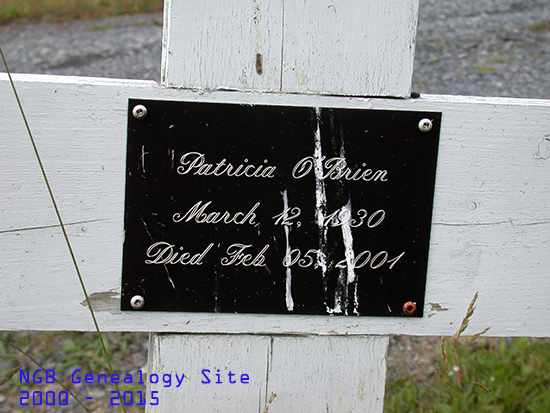 Patricia O'Brien
March 12, 1930
Died Feb 05, 2001
NGB Genealogy Site
2000 - 2015